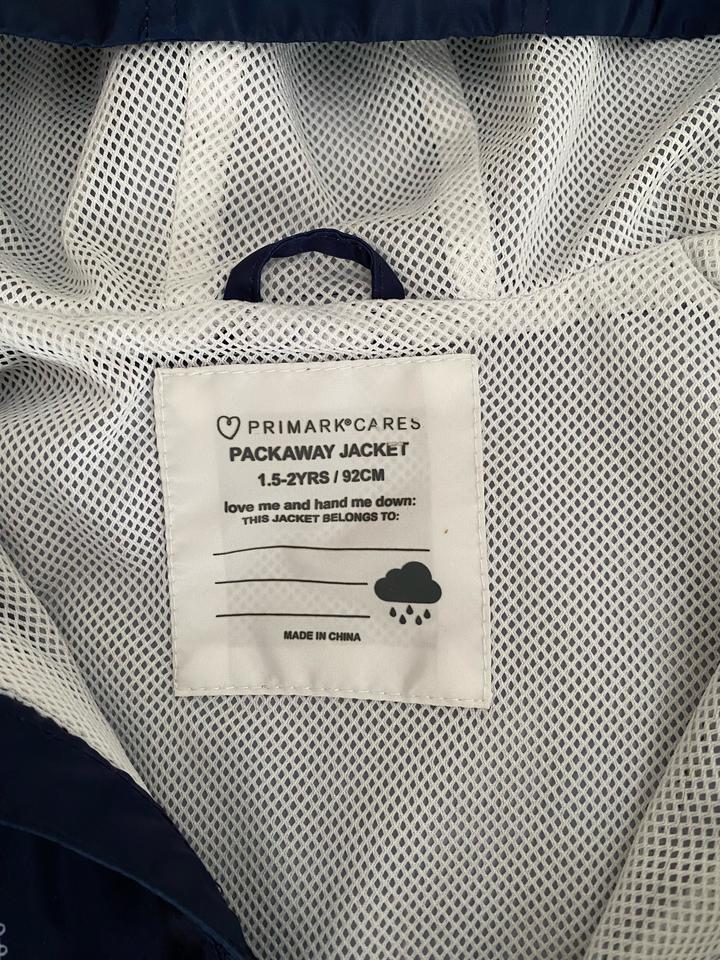 PRIMARK®CARES
PACKAWAY JACKET
1.5-2YRS / 92CM
love me and hand me down:
THIS JACKET BELONGS TO:
MADE IN CHINA